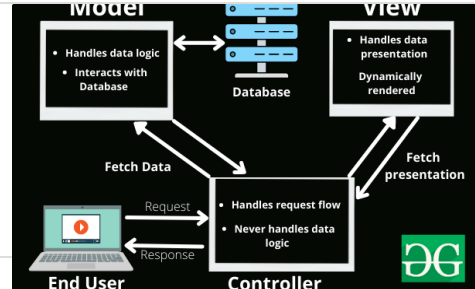 Model
View
• Handles data logic
• Interacts with
Database
Database
• Handles data
presentation
Dynamically
rendered
Fetch Data
Fetch
presentation
Request
Response
• Handles request flow
• Never handles data
logic
End User
Controller